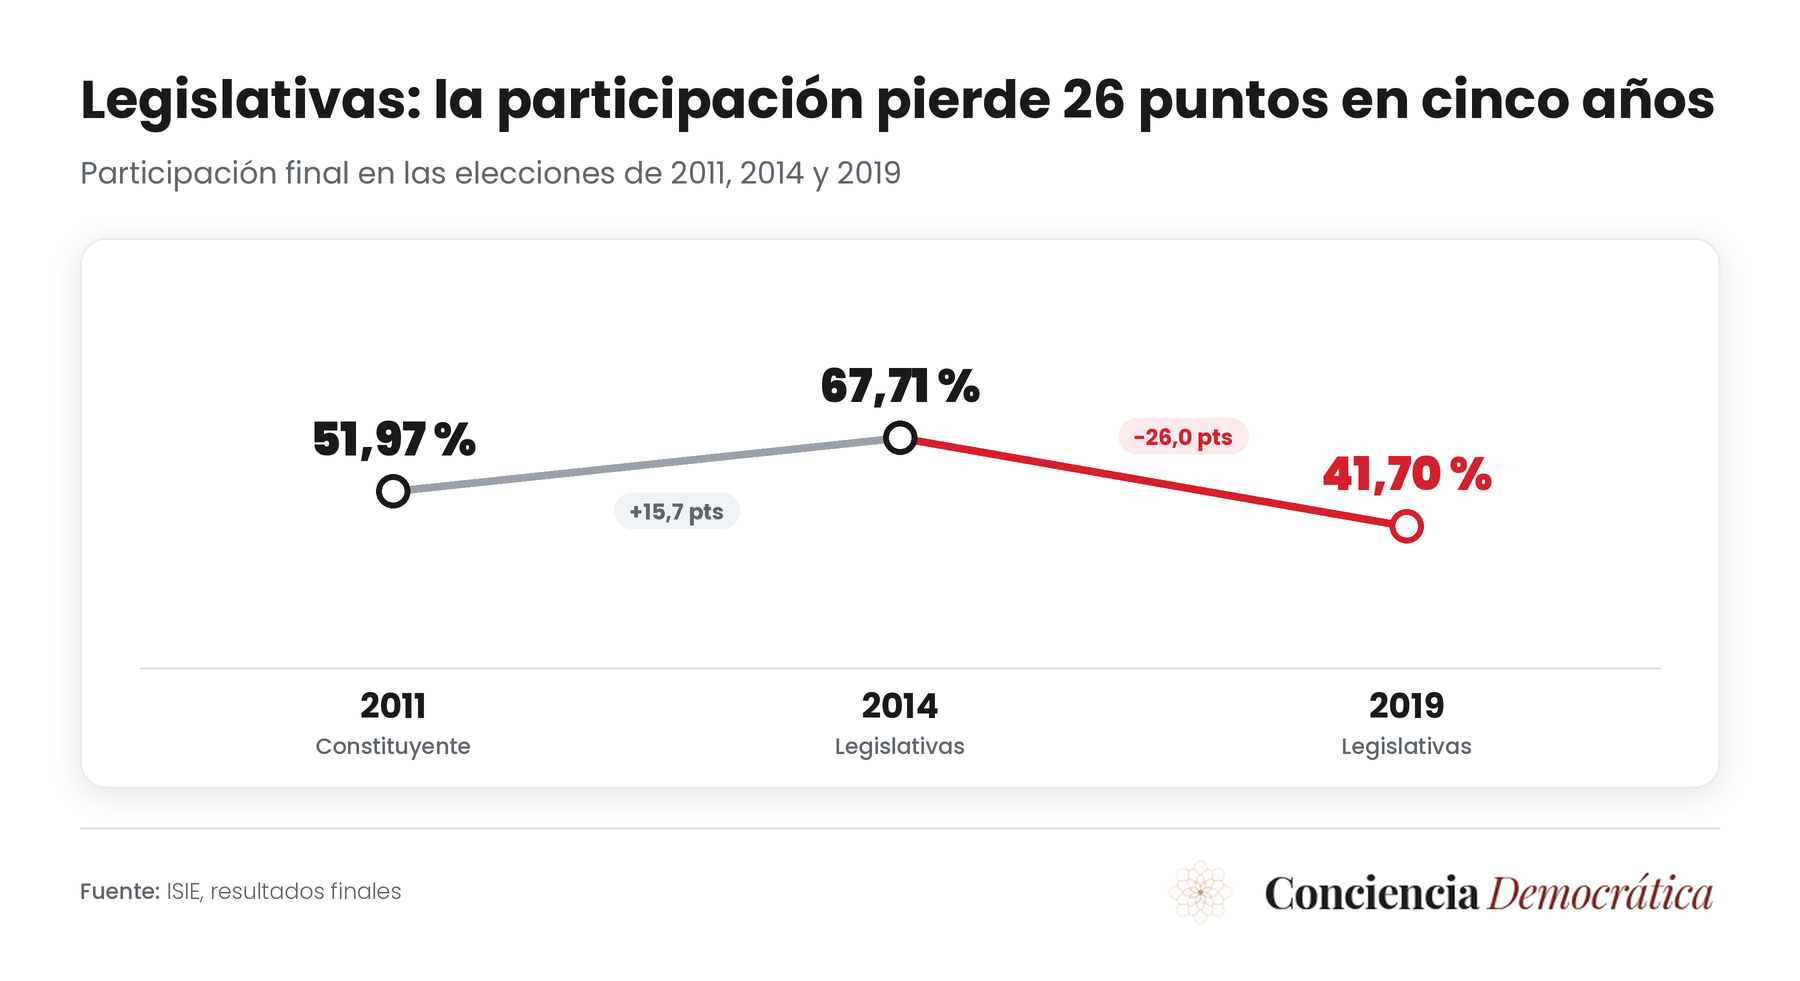 Legislativas: la participación pierde 26 puntos en cinco años
Participación final en las elecciones de 2011, 2014 y 2019
67,71 %
51,97 %
-26,0 pts
41,70 %
+15,7 pts
2011
2014
2019
Constituyente
Legislativas
Legislativas
Fuente: ISIE, resultados finales
Conciencia Democrática